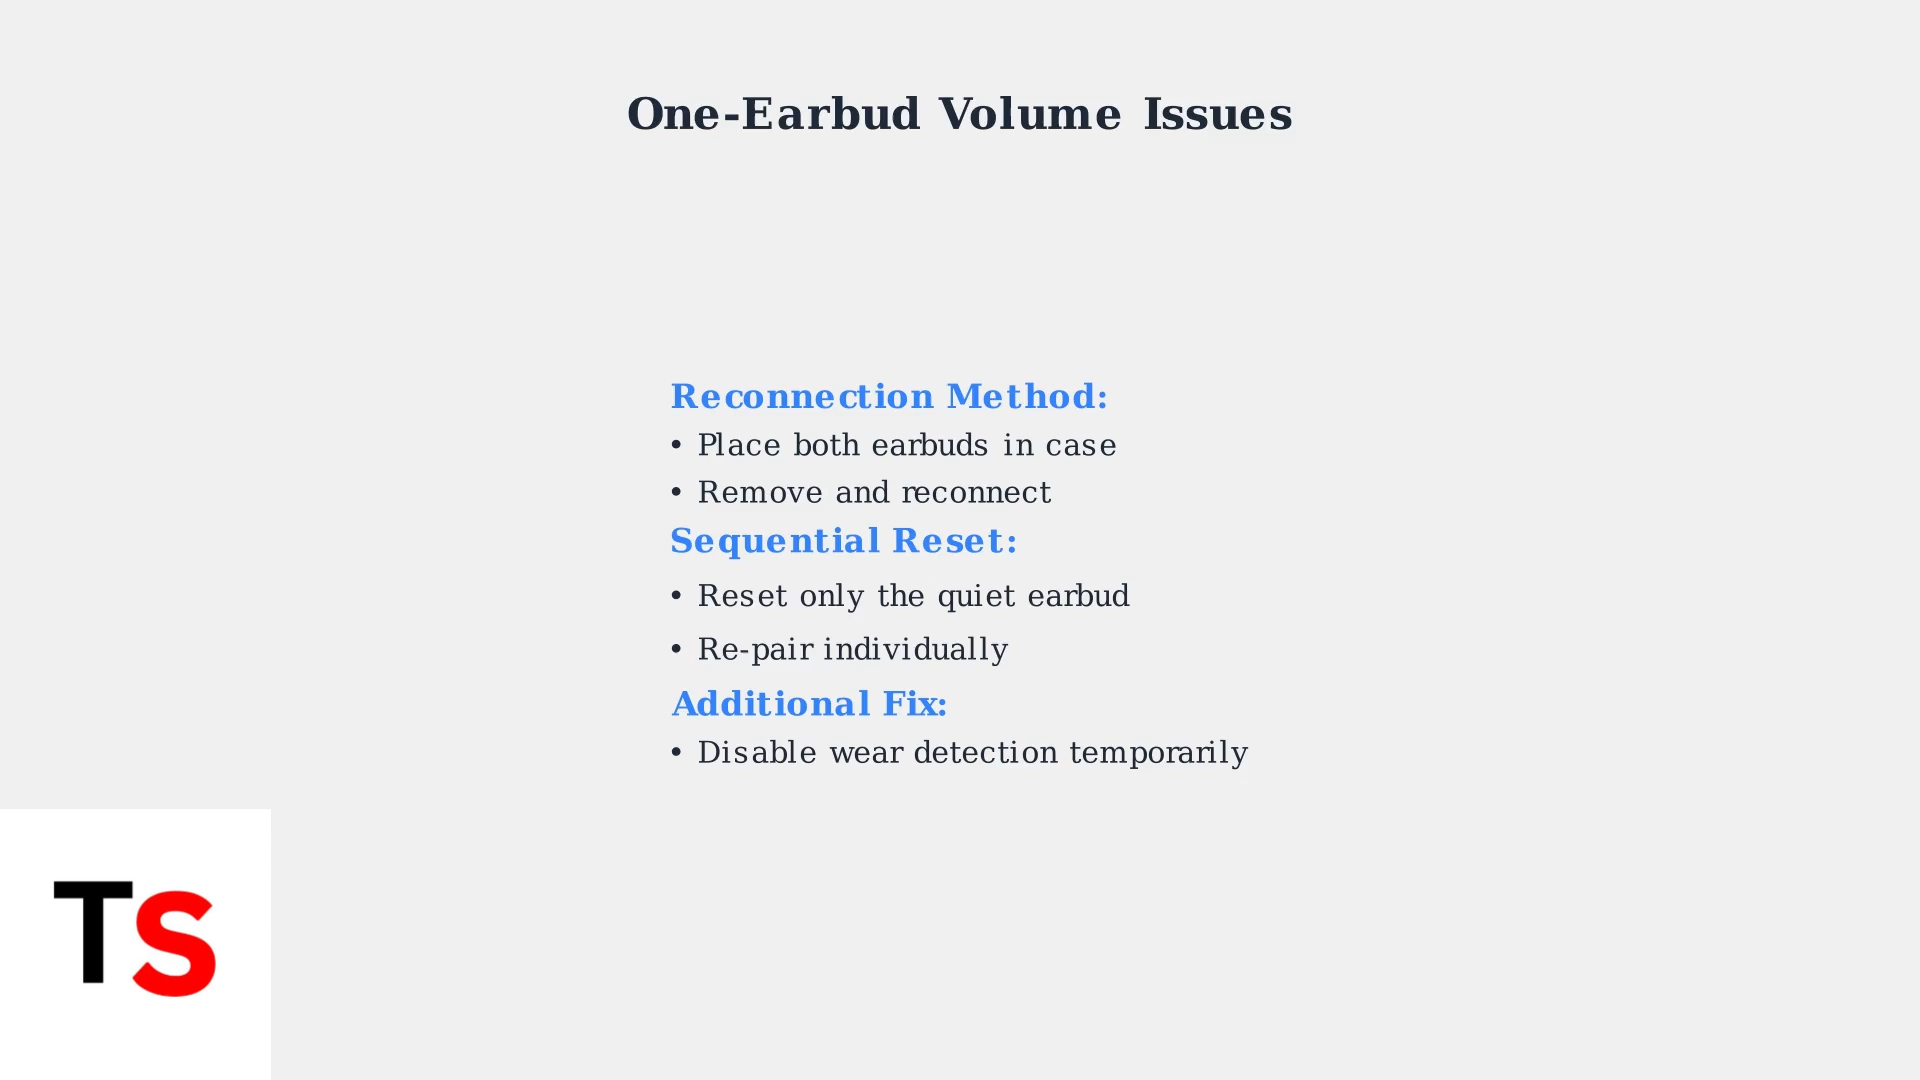 One-Earbud Volume Issues
Reconnection Method:
• Place both earbuds in case
• Remove and reconnect
Sequential Reset:
• Reset only the quiet earbud
• Re-pair individually
Additional Fix:
• Disable wear detection temporarily
TS